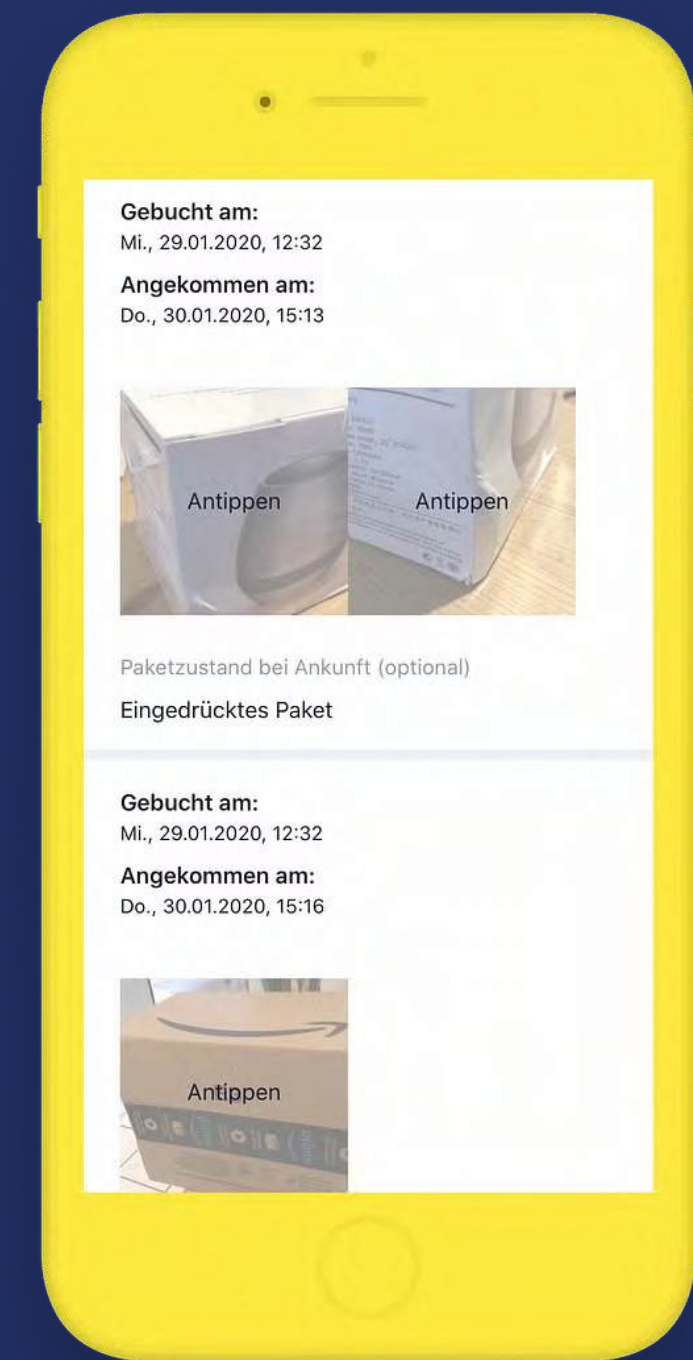 Gebucht am:
Mi., 29.01.2020, 12:32
Angekommen am:
Do., 30.01.2020, 15:13
Antippen
Antippen
Paketzustand bei Ankunft (optional)
Eingedrücktes Paket
Gebucht am:
Mi., 29.01.2020, 12:32
Angekommen am:
Do., 30.01.2020, 15:16
Antippen